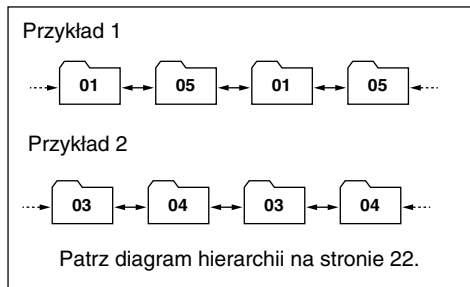 Przykład 1
01 05 01 05
Przykład 2
03 04 03 04
Patrz diagram hierarchii na stronie 22.